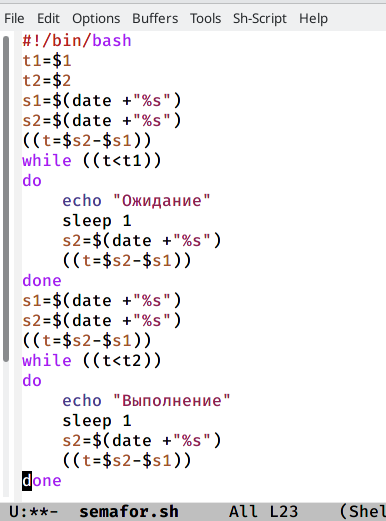 File Edit Options Buffers Tools Sh-Script Help
#!/bin/bash
t1=$1
t2=$2
s1=$(date +"%s")
s2=$(date +"%s")
((t=$s2-$s1))
while ((t<t1))
do
    echo "Ожидание"
    sleep 1
    s2=$(date +"%s")
    ((t=$s2-$s1))
done
s1=$(date +"%s")
s2=$(date +"%s")
((t=$s2-$s1))
while ((t<t2))
do
    echo "Выполнение"
    sleep 1
    s2=$(date +"%s")
    ((t=$s2-$s1))
done
U:**- semafor.sh All L23 (Shel